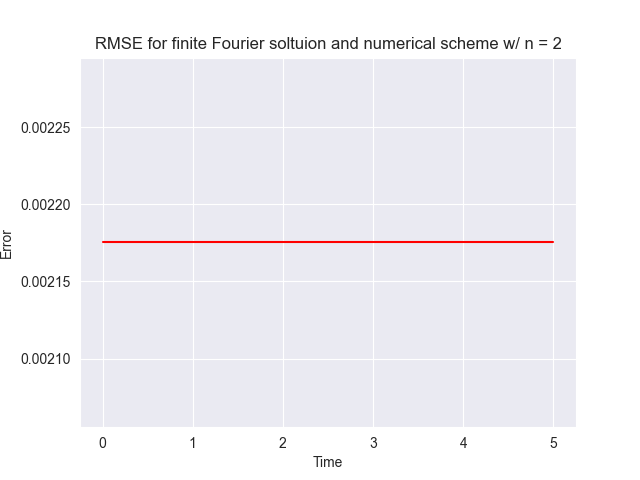 RMSE for finite Fourier soltuion and numerical scheme w/ n = 2
0.00225
0.00220
0.00215
0.00210
Error
0 1 2 3 4 5
Time